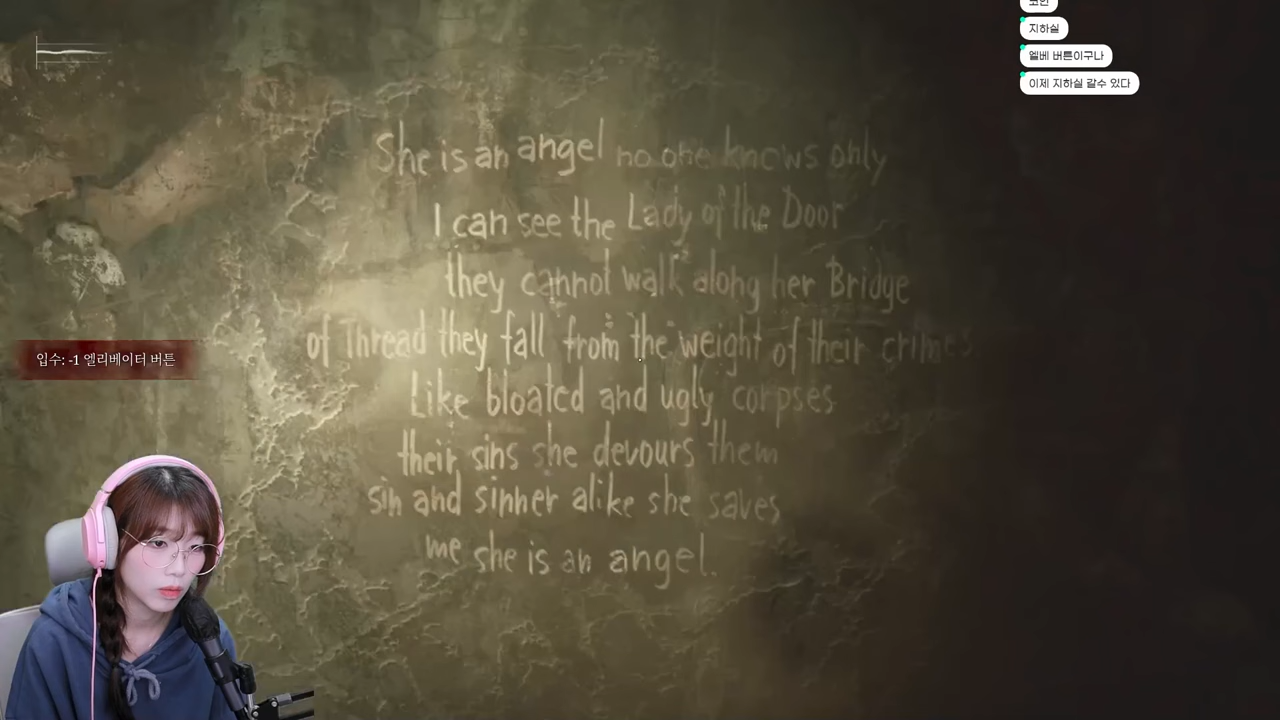 지하실
엘베 버튼이구나
이제 지하실 갈수 있다
She is an angel no one knows only
I can see the Lady of the Door
they cannot walk along her Bridge
of Thread they fall from the weight of their crimes
Like bloated and ugly corpses
their sins she devours them
sin and sinner alike she saves
me she is an angel.
입수: -1 엘리베이터 버튼